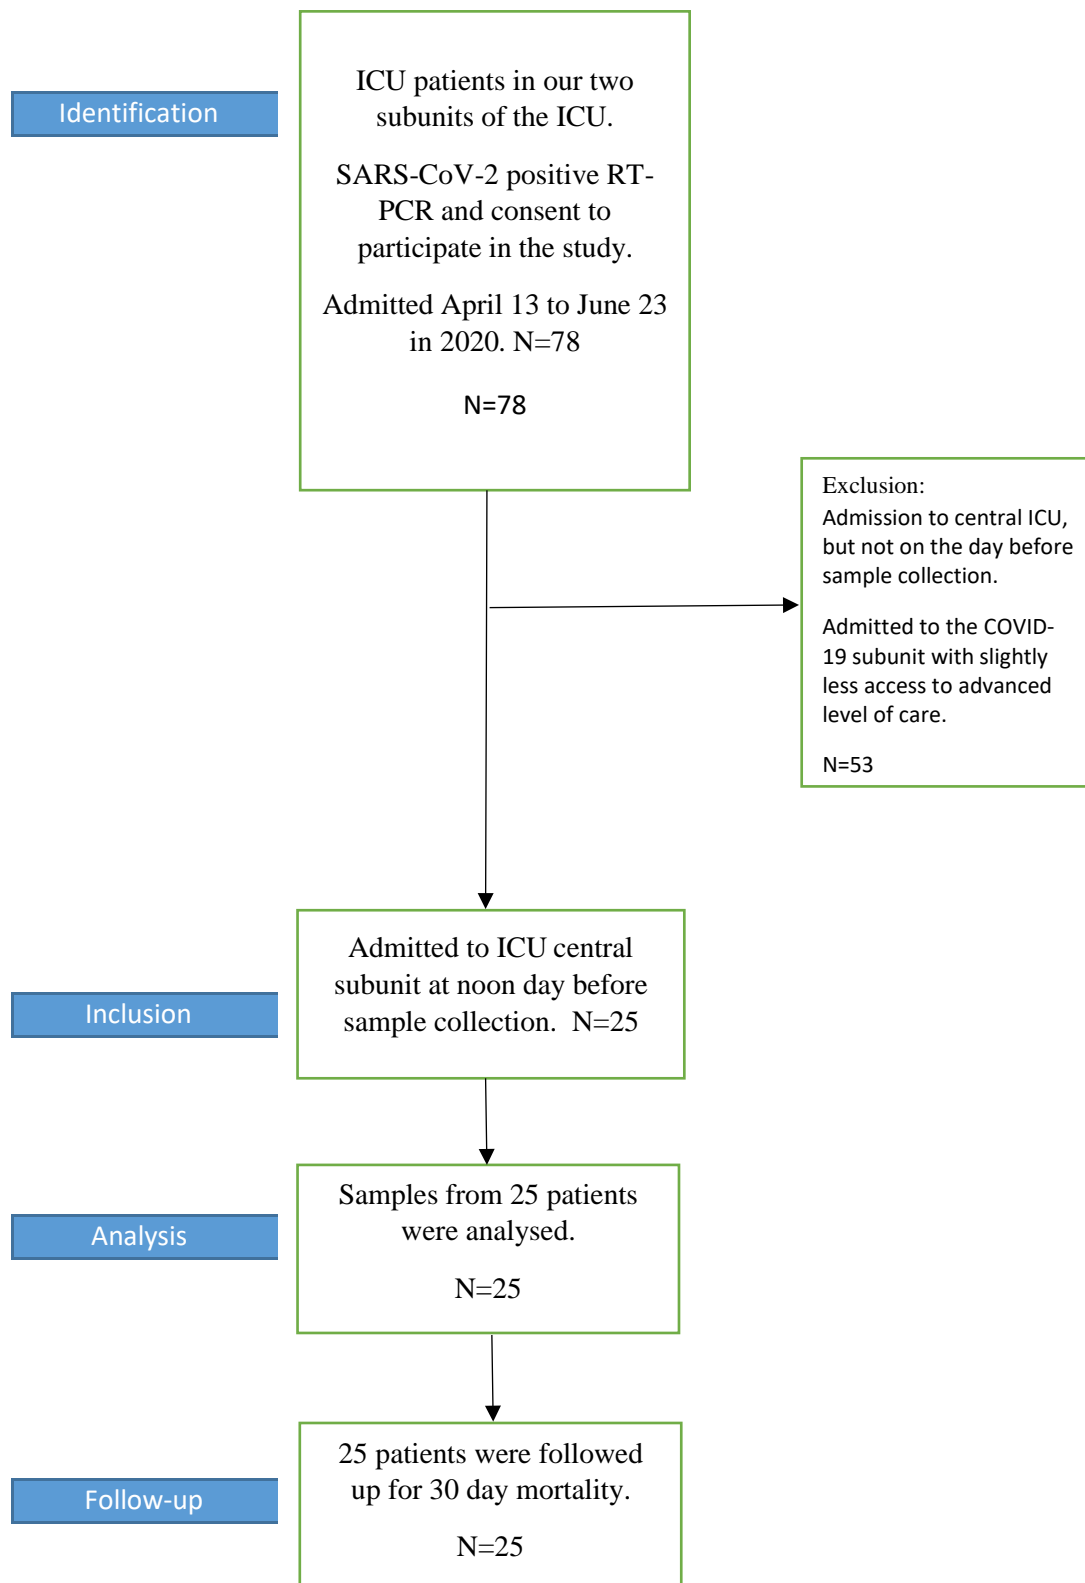 Identification
ICU patients in our two
subunits of the ICU.
SARS-CoV-2 positive RT-
PCR and consent to
participate in the study.
Admitted April 13 to June 23
in 2020. N=78
N=78
Exclusion:
Admission to central ICU,
but not on the day before
sample collection.
Admitted to the COVID-
19 subunit with slightly
less access to advanced
level of care.
N=53
Inclusion
Admitted to ICU central
subunit at noon day before
sample collection.  N=25
Analysis
Samples from 25 patients
were analysed.
N=25
Follow-up
25 patients were followed
up for 30 day mortality.
N=25